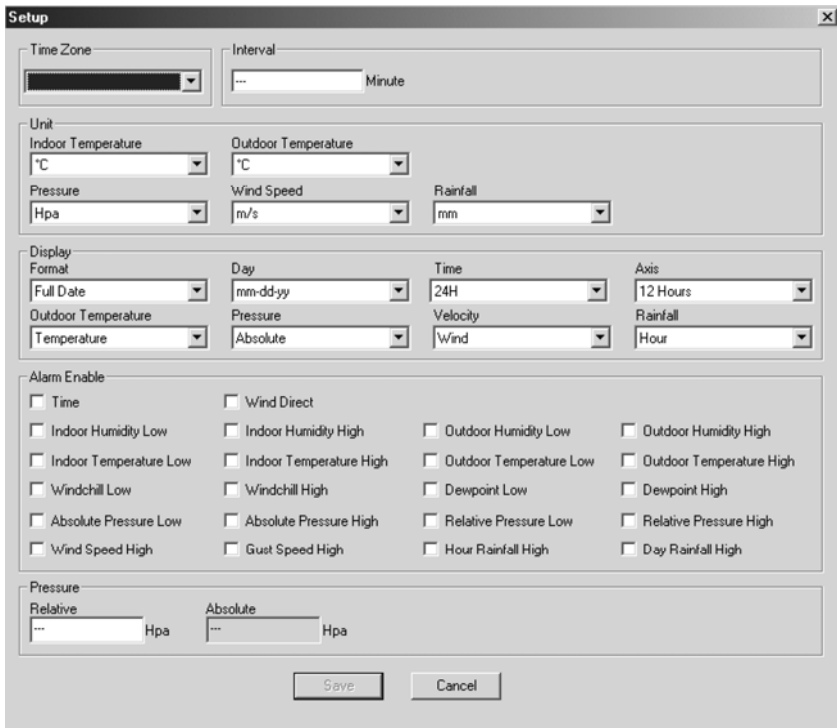 Setup
Time Zone Interval
--- Minute
Unit
Indoor Temperature Outdoor Temperature
°C °C
Pressure Wind Speed Rainfall
Hpa m/s mm
Display
Format Day Time Axis
Full Date mm-dd-yy 24H 12 Hours
Outdoor Temperature Pressure Velocity Rainfall
Temperature Absolute Wind Hour
Alarm Enable
Time Wind Direct
Indoor Humidity Low Indoor Humidity High Outdoor Humidity Low Outdoor Humidity High
Indoor Temperature Low Indoor Temperature High Outdoor Temperature Low Outdoor Temperature High
Windchill Low Windchill High Dewpoint Low Dewpoint High
Absolute Pressure Low Absolute Pressure High Relative Pressure Low Relative Pressure High
Wind Speed High Gust Speed High Hour Rainfall High Day Rainfall High
Pressure
Relative Absolute
--- Hpa --- Hpa
Save Cancel